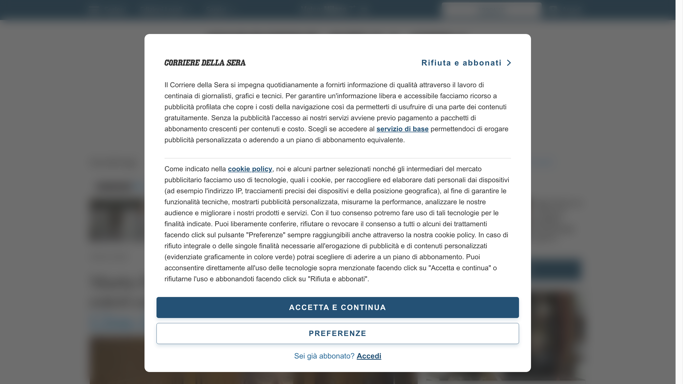 CORRIERE DELLA SERA
Rifiuta e abbonati
Il Corriere della Sera si impegna quotidianamente a fornirti informazione di qualità attraverso il lavoro di
centinaia di giornalisti, grafici e tecnici. Per garantire un'informazione libera e accessibile facciamo ricorso a
pubblicità profilata che copre i costi della navigazione così da permetterti di usufruire di una parte dei contenuti
gratuitamente. Senza la pubblicità l'accesso ai nostri servizi avviene previo pagamento a pacchetti di
abbonamento crescenti per contenuti e costo. Scegli se accedere al servizio di base permettendoci di erogare
pubblicità personalizzata o aderendo a un piano di abbonamento equivalente.
Come indicato nella cookie policy, noi e alcuni partner selezionati nonché gli intermediari del mercato
pubblicitario facciamo uso di tecnologie, quali i cookie, per raccogliere ed elaborare dati personali dai dispositivi
(ad esempio l'indirizzo IP, tracciamenti precisi dei dispositivi e della posizione geografica), al fine di garantire le
funzionalità tecniche, mostrarti pubblicità personalizzata, misurarne la performance, analizzare le nostre
audience e migliorare i nostri prodotti e servizi. Con il tuo consenso potremo fare uso di tali tecnologie per le
finalità indicate. Puoi liberamente conferire, rifiutare o revocare il consenso a tutti o alcuni dei trattamenti
facendo click sul pulsante "Preferenze" sempre raggiungibili anche attraverso la nostra cookie policy. In caso di
rifiuto integrale o delle singole finalità necessarie all'erogazione di pubblicità e di contenuti personalizzati
(evidenziate graficamente in colore verde) potrai scegliere di aderire a un piano di abbonamento. Puoi
acconsentire direttamente all'uso delle tecnologie sopra menzionate facendo click su "Accetta e continua" o
rifiutarne l'uso e abbonandoti facendo click su "Rifiuta e abbonati".
ACCETTA E CONTINUA
PREFERENZE
Sei già abbonato? Accedi